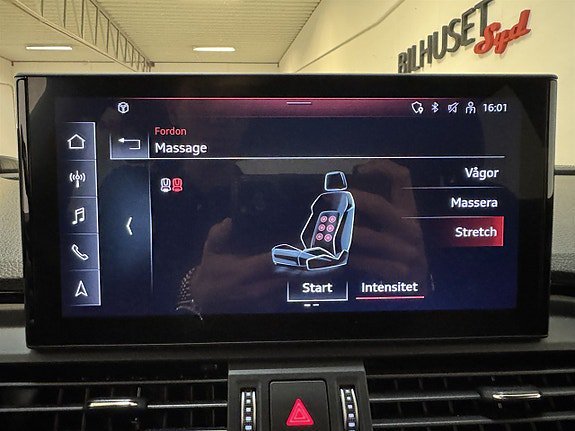 BILHUSET
Syd
16:01
Fordon
Massage
Vågor
Massera
Stretch
Start
Intensitet